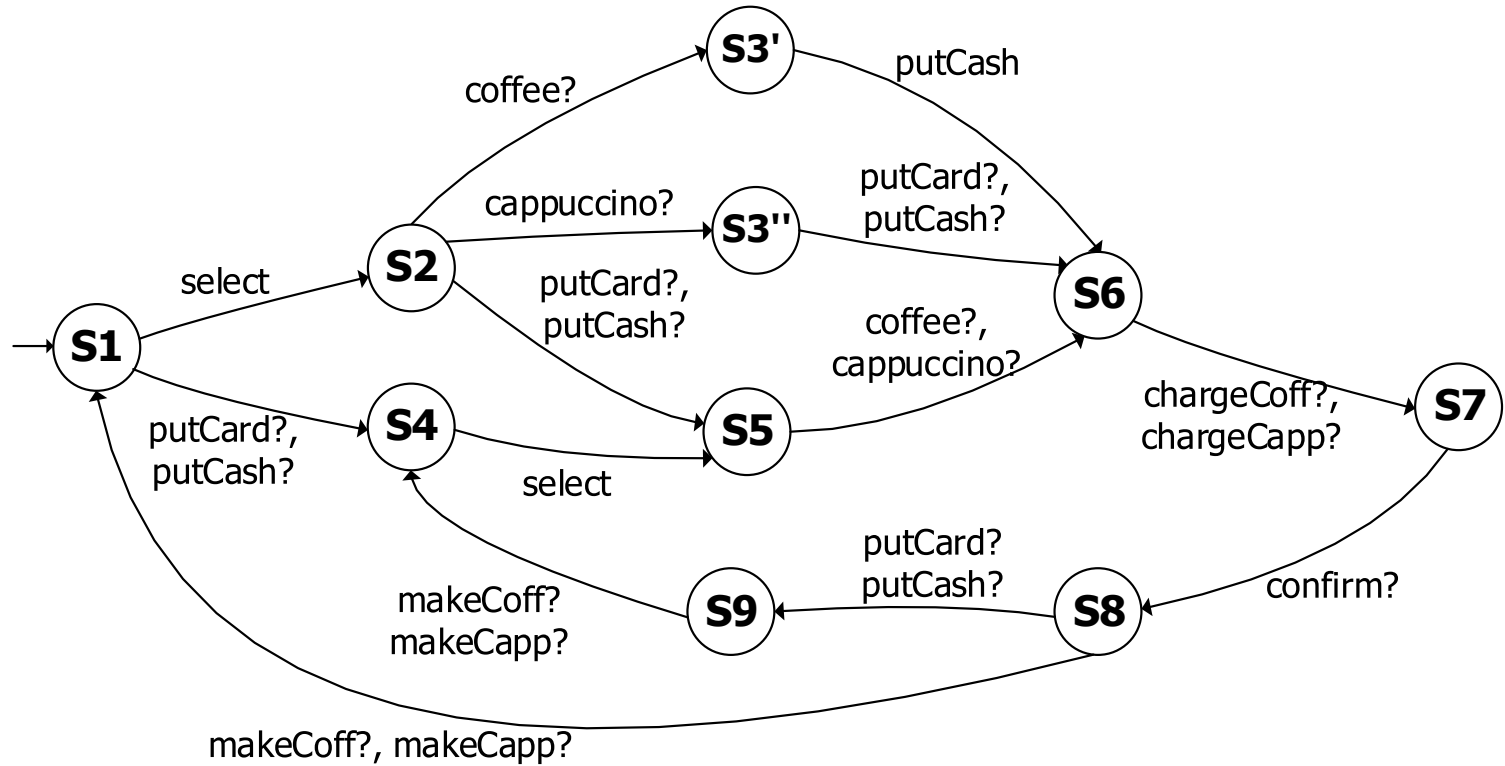 S3'
putCash
coffee?
putCard?,
putCash?
cappuccino?
S3''
S2
select
putCard?,
putCash?
S6
coffee?,
cappuccino?
S1
chargeCoff?,
chargeCapp?
S7
putCard?,
putCash?
S4
S5
select
putCard?
putCash?
confirm?
makeCoff?
makeCapp?
S9
S8
makeCoff?, makeCapp?